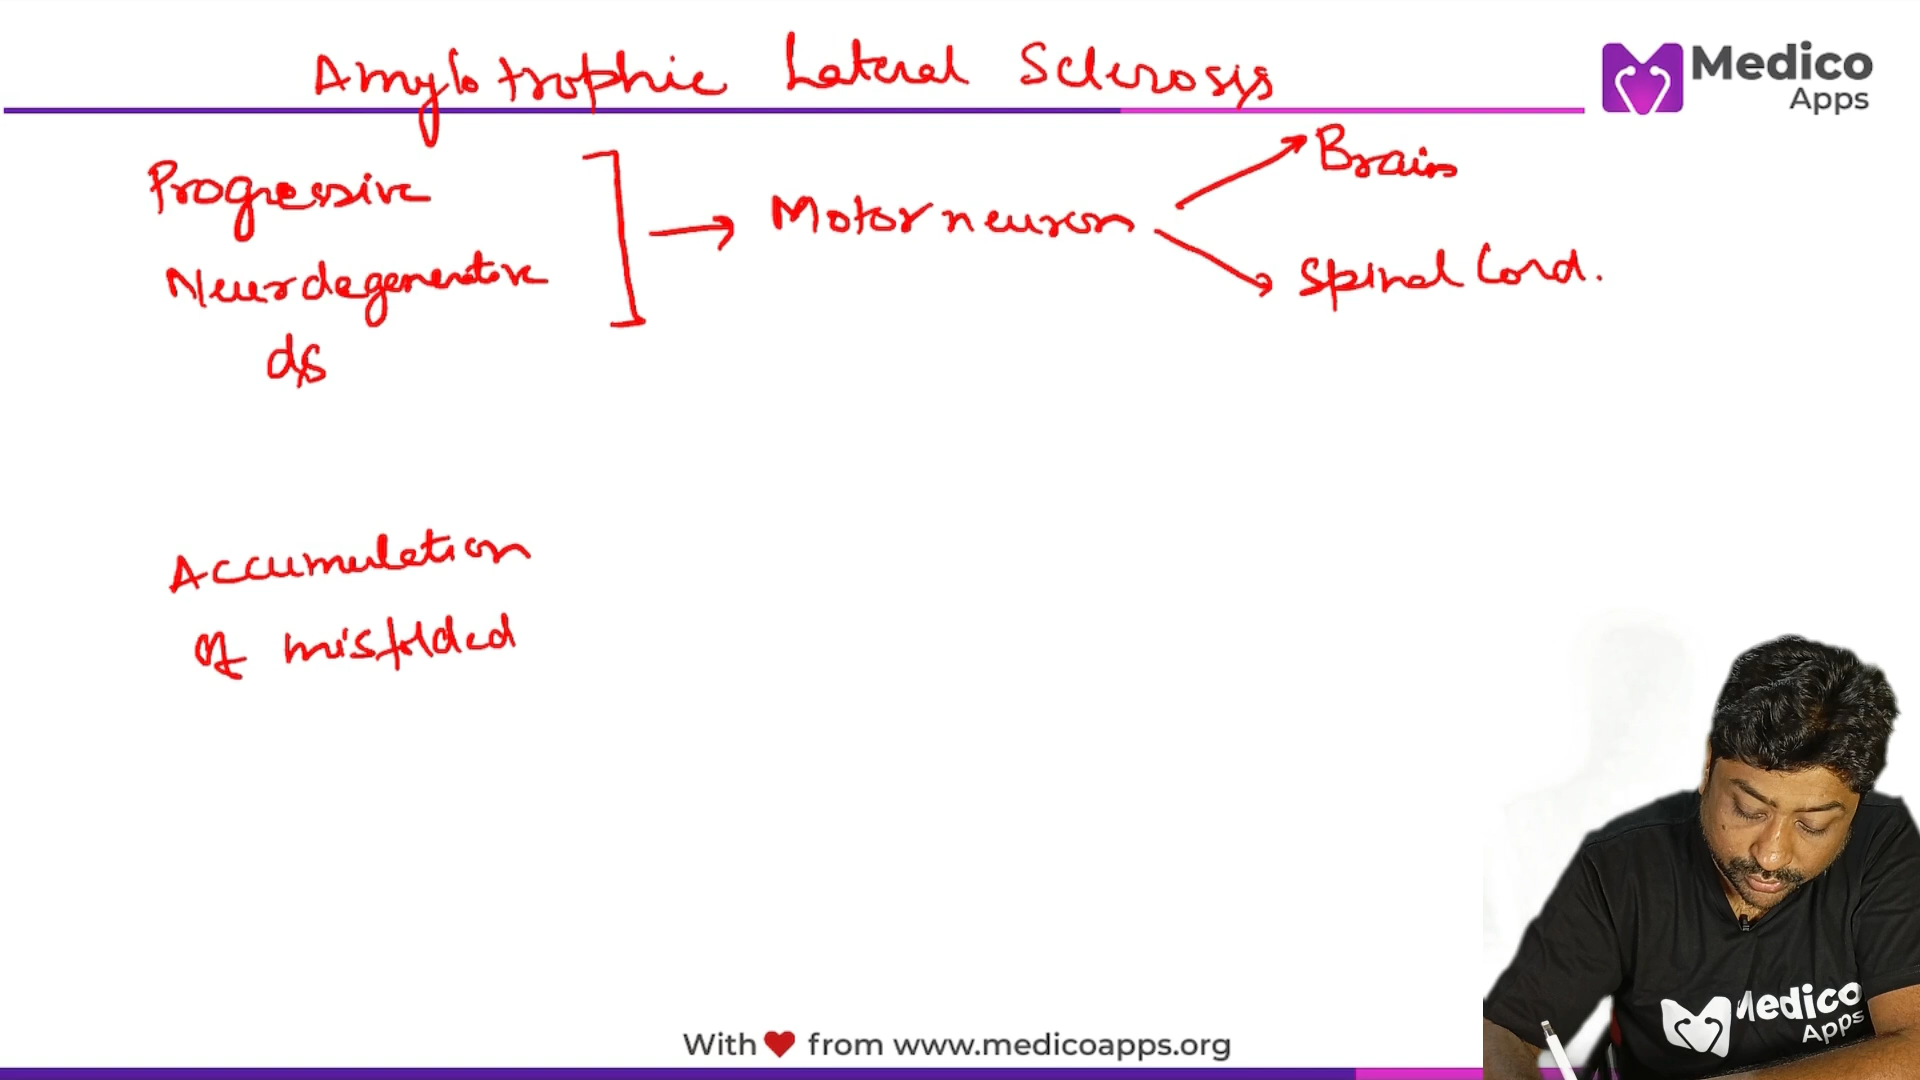 Amylotrophic Lateral Sclerosis
Medico
Apps
Progressive
Neurdegenerative
ds
Motor neuron
Brain
Spinal Cord.
Accumulation
of misfolded
Medico
Apps
With ❤ from www.medicoapps.org